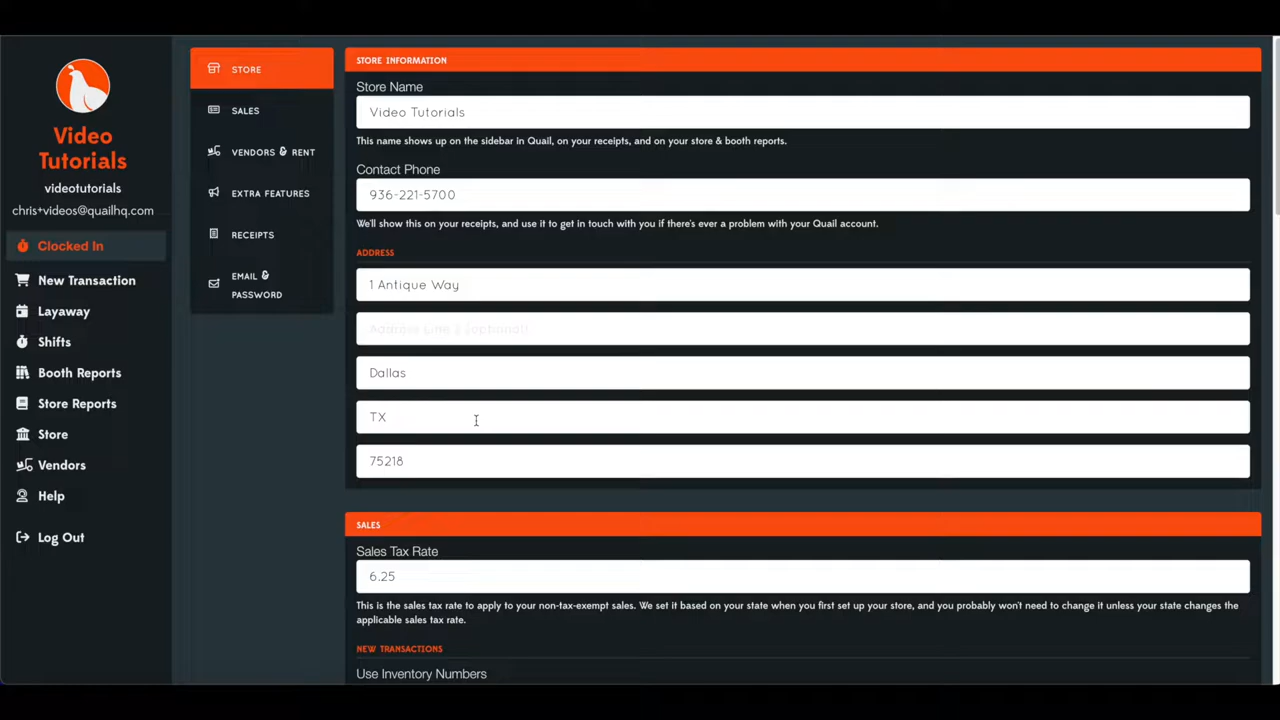 Video
Tutorials
videotutorials
chris+videos@quailhq.com
Clocked In
New Transaction
Layaway
Shifts
Booth Reports
Store Reports
Store
Vendors
Help
Log Out
STORE
SALES
VENDORS & RENT
EXTRA FEATURES
RECEIPTS
EMAIL &
PASSWORD
STORE INFORMATION
Store Name
Video Tutorials
This name shows up on the sidebar in Quail, on your receipts, and on your store & booth reports.
Contact Phone
936-221-5700
We'll show this on your receipts, and use it to get in touch with you if there's ever a problem with your Quail account.
ADDRESS
1 Antique Way
Address Line 2 (optional)
Dallas
TX
75218
SALES
Sales Tax Rate
6.25
This is the sales tax rate to apply to your non-tax-exempt sales. We set it based on your state when you first set up your store, and you probably won't need to change it unless your state changes the
applicable sales tax rate.
NEW TRANSACTIONS
Use Inventory Numbers